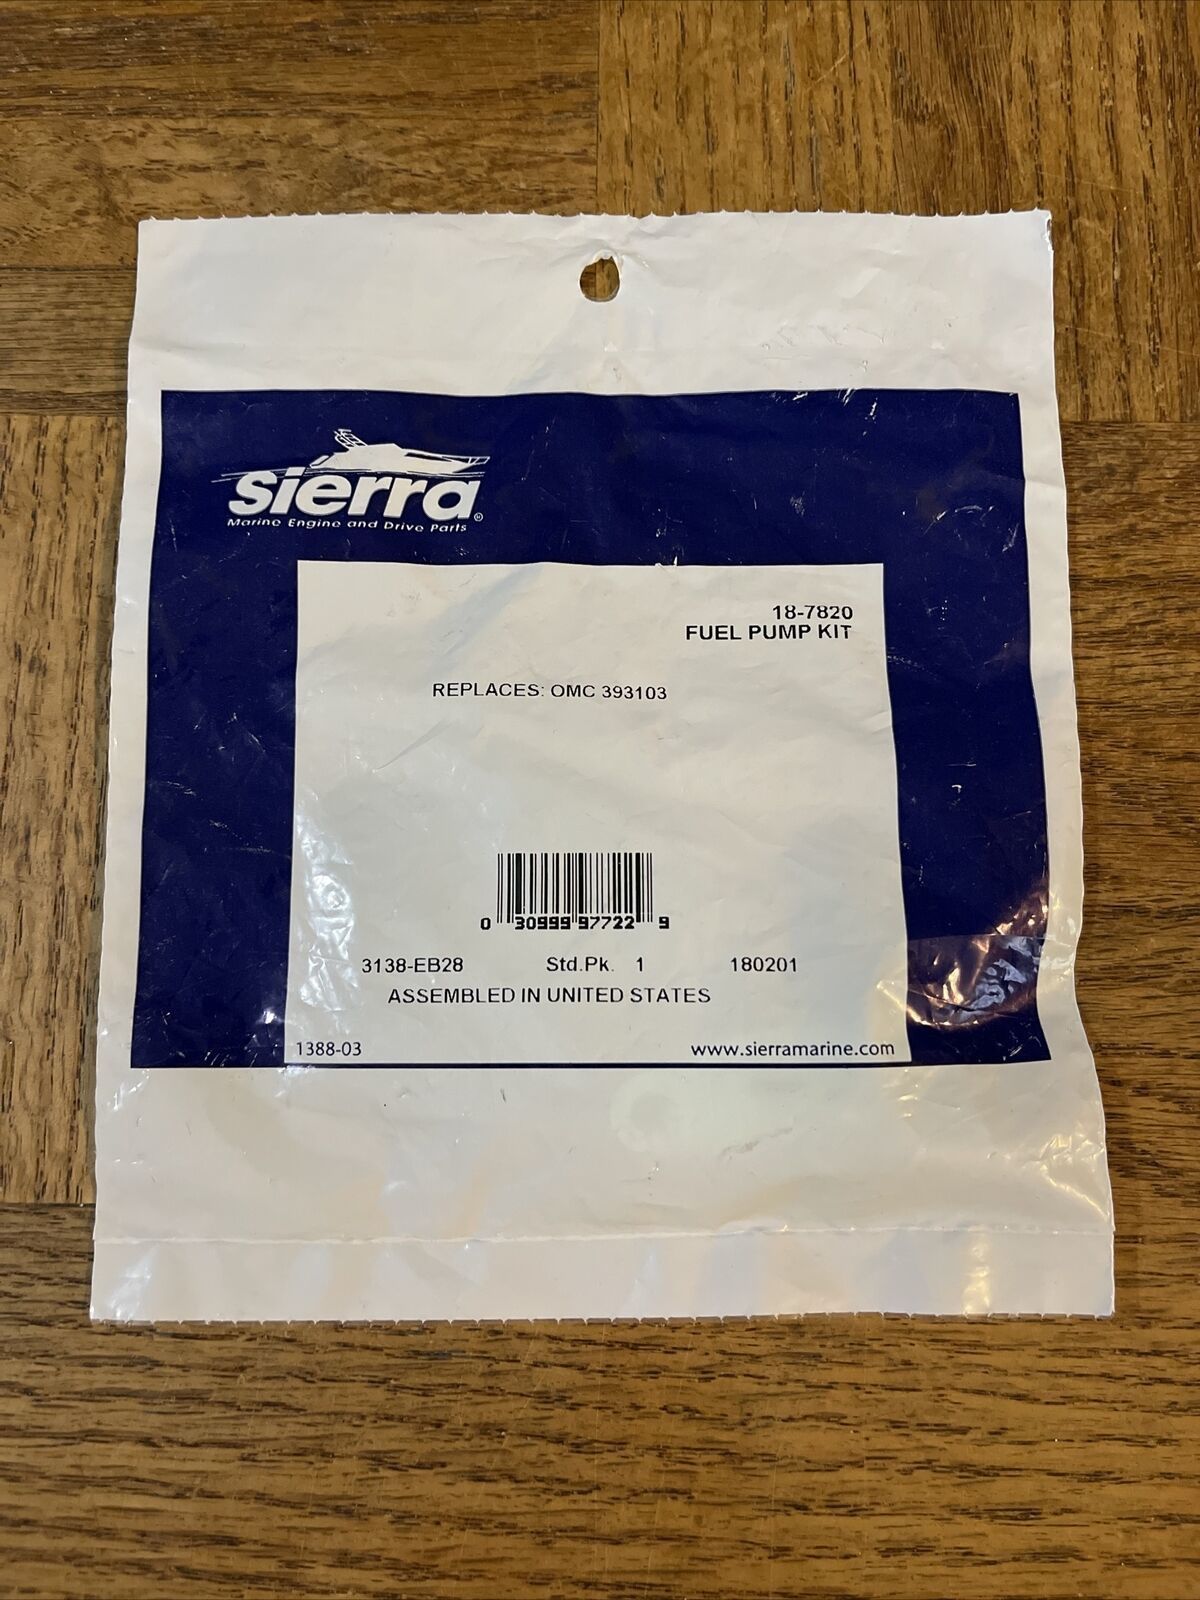 sierra®
Marine Engine and Drive Parts
18-7820
FUEL PUMP KIT
REPLACES: OMC 393103
0 30999 97722 9
3138-EB28 Std.Pk. 1 180201
ASSEMBLED IN UNITED STATES
1388-03 www.sierramarine.com